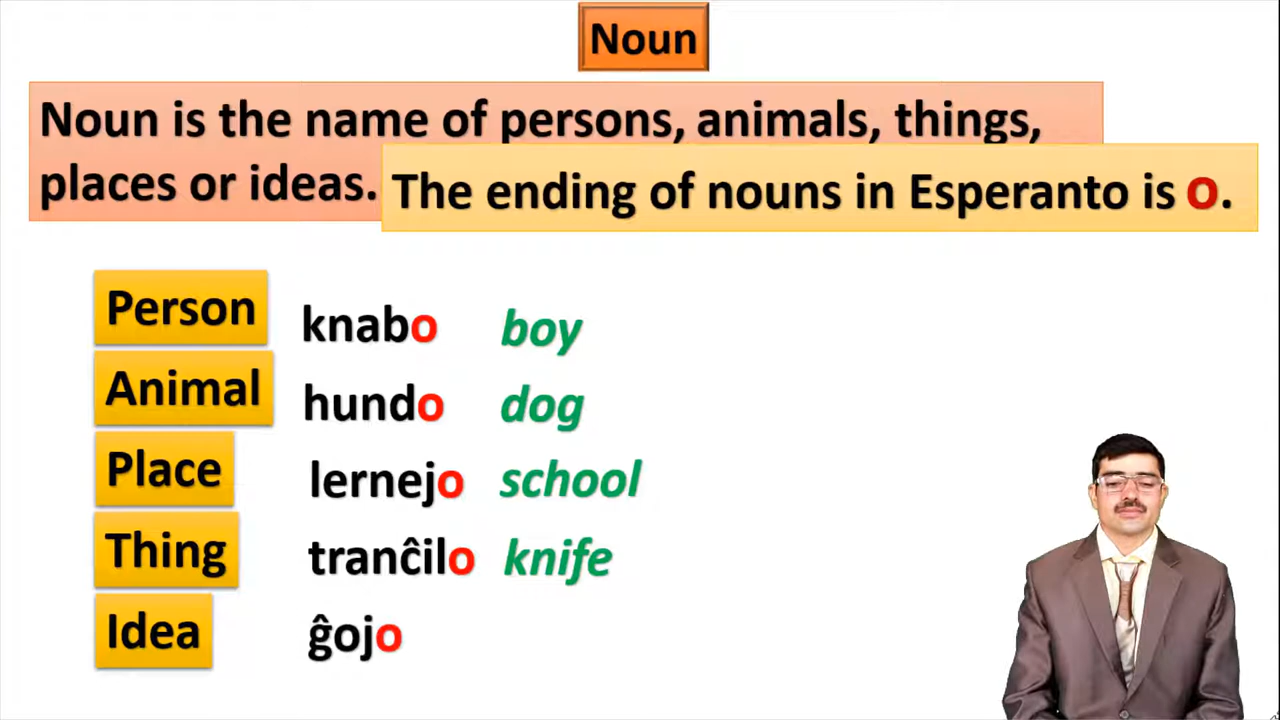 Noun
Noun is the name of persons, animals, things,
places or ideas.
The ending of nouns in Esperanto is o.
Person knabo boy
Animal hundo dog
Place lernejo school
Thing tranĉilo knife
Idea ĝojo